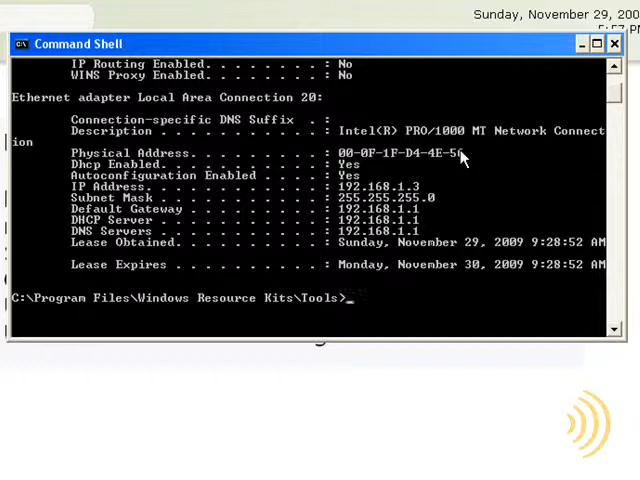 Sunday, November 29, 200
Command Shell
IP Routing Enabled. . . . . . . . : No
WINS Proxy Enabled. . . . . . . . : No
Ethernet adapter Local Area Connection 20:
Connection-specific DNS Suffix  . :
Description . . . . . . . . . . . : Intel(R) PRO/1000 MT Network Connect
ion
Physical Address. . . . . . . . . : 00-0F-1F-D4-4E-56
Dhcp Enabled. . . . . . . . . . . : Yes
Autoconfiguration Enabled . . . . : Yes
IP Address. . . . . . . . . . . . : 192.168.1.3
Subnet Mask . . . . . . . . . . . : 255.255.255.0
Default Gateway . . . . . . . . . : 192.168.1.1
DHCP Server . . . . . . . . . . . : 192.168.1.1
DNS Servers . . . . . . . . . . . : 192.168.1.1
Lease Obtained. . . . . . . . . . : Sunday, November 29, 2009 9:28:52 AM
Lease Expires . . . . . . . . . . : Monday, November 30, 2009 9:28:52 AM
C:\Program Files\Windows Resource Kits\Tools>_